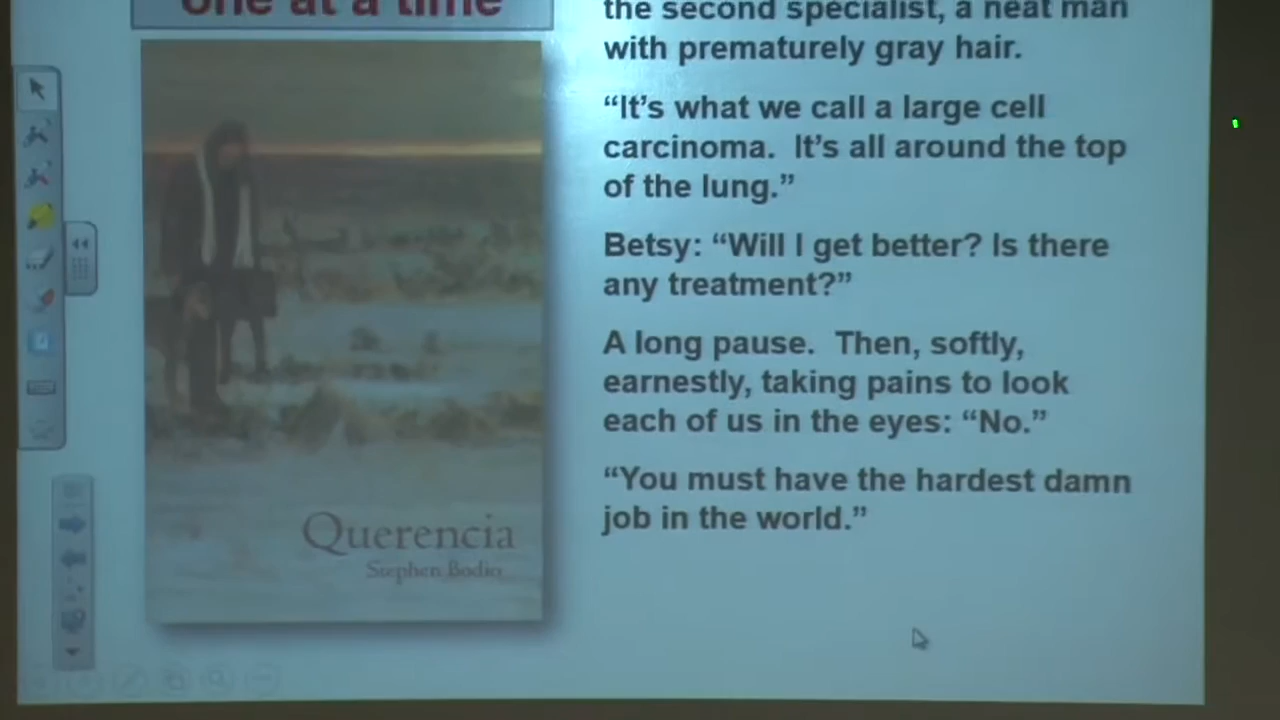 one at a time
the second specialist, a neat man
with prematurely gray hair.
“It’s what we call a large cell
carcinoma.  It’s all around the top
of the lung.”
Betsy: “Will I get better? Is there
any treatment?”
A long pause.  Then, softly,
earnestly, taking pains to look
each of us in the eyes: “No.”
“You must have the hardest damn
job in the world.”
Querencia
Stephen Bodio